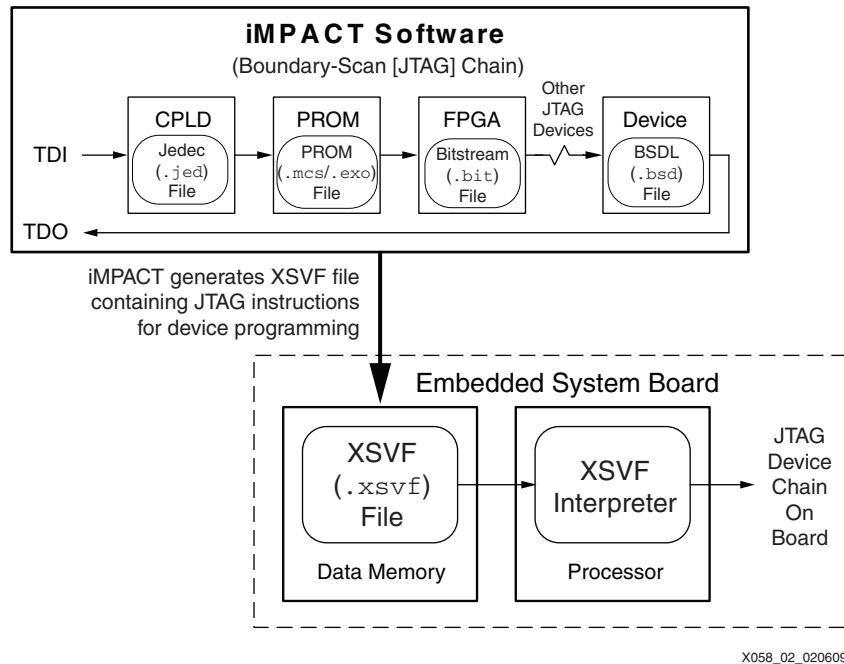 iMPACT Software
(Boundary-Scan [JTAG] Chain)
Other
JTAG
Devices
CPLD
PROM
FPGA
Device
TDI
Jedec
(.jed)
File
PROM
(.mcs/.exo)
File
Bitstream
(.bit)
File
BSDL
(.bsd)
File
TDO
iMPACT generates XSVF file
containing JTAG instructions
for device programming
Embedded System Board
XSVF
(.xsvf)
File
Data Memory
XSVF
Interpreter
Processor
JTAG
Device
Chain
On
Board
X058_02_020609